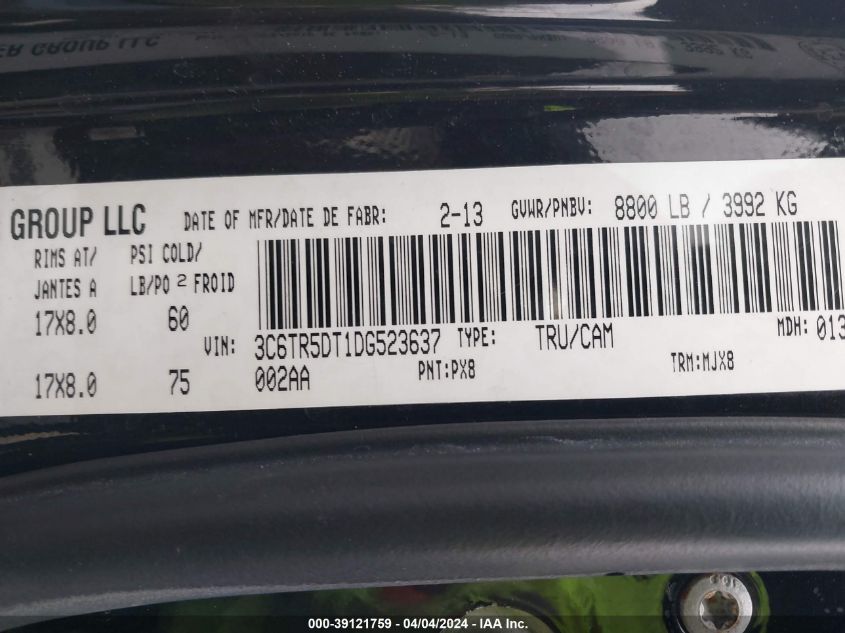 ER GROUP LLC
GROUP LLC DATE OF MFR/DATE DE FABR: 2-13 GVWR/PNBV: 8800 LB / 3992 KG
RIMS AT/ PSI COLD/
JANTES A LB/PO 2 FROID
17X8.0 60
VIN: 3C6TR5DT1DG523637 TYPE: TRU/CAM MDH: 013
17X8.0 75 002AA PNT:PX8 TRM:MJX8
000-39121759 - 04/04/2024 - IAA Inc.